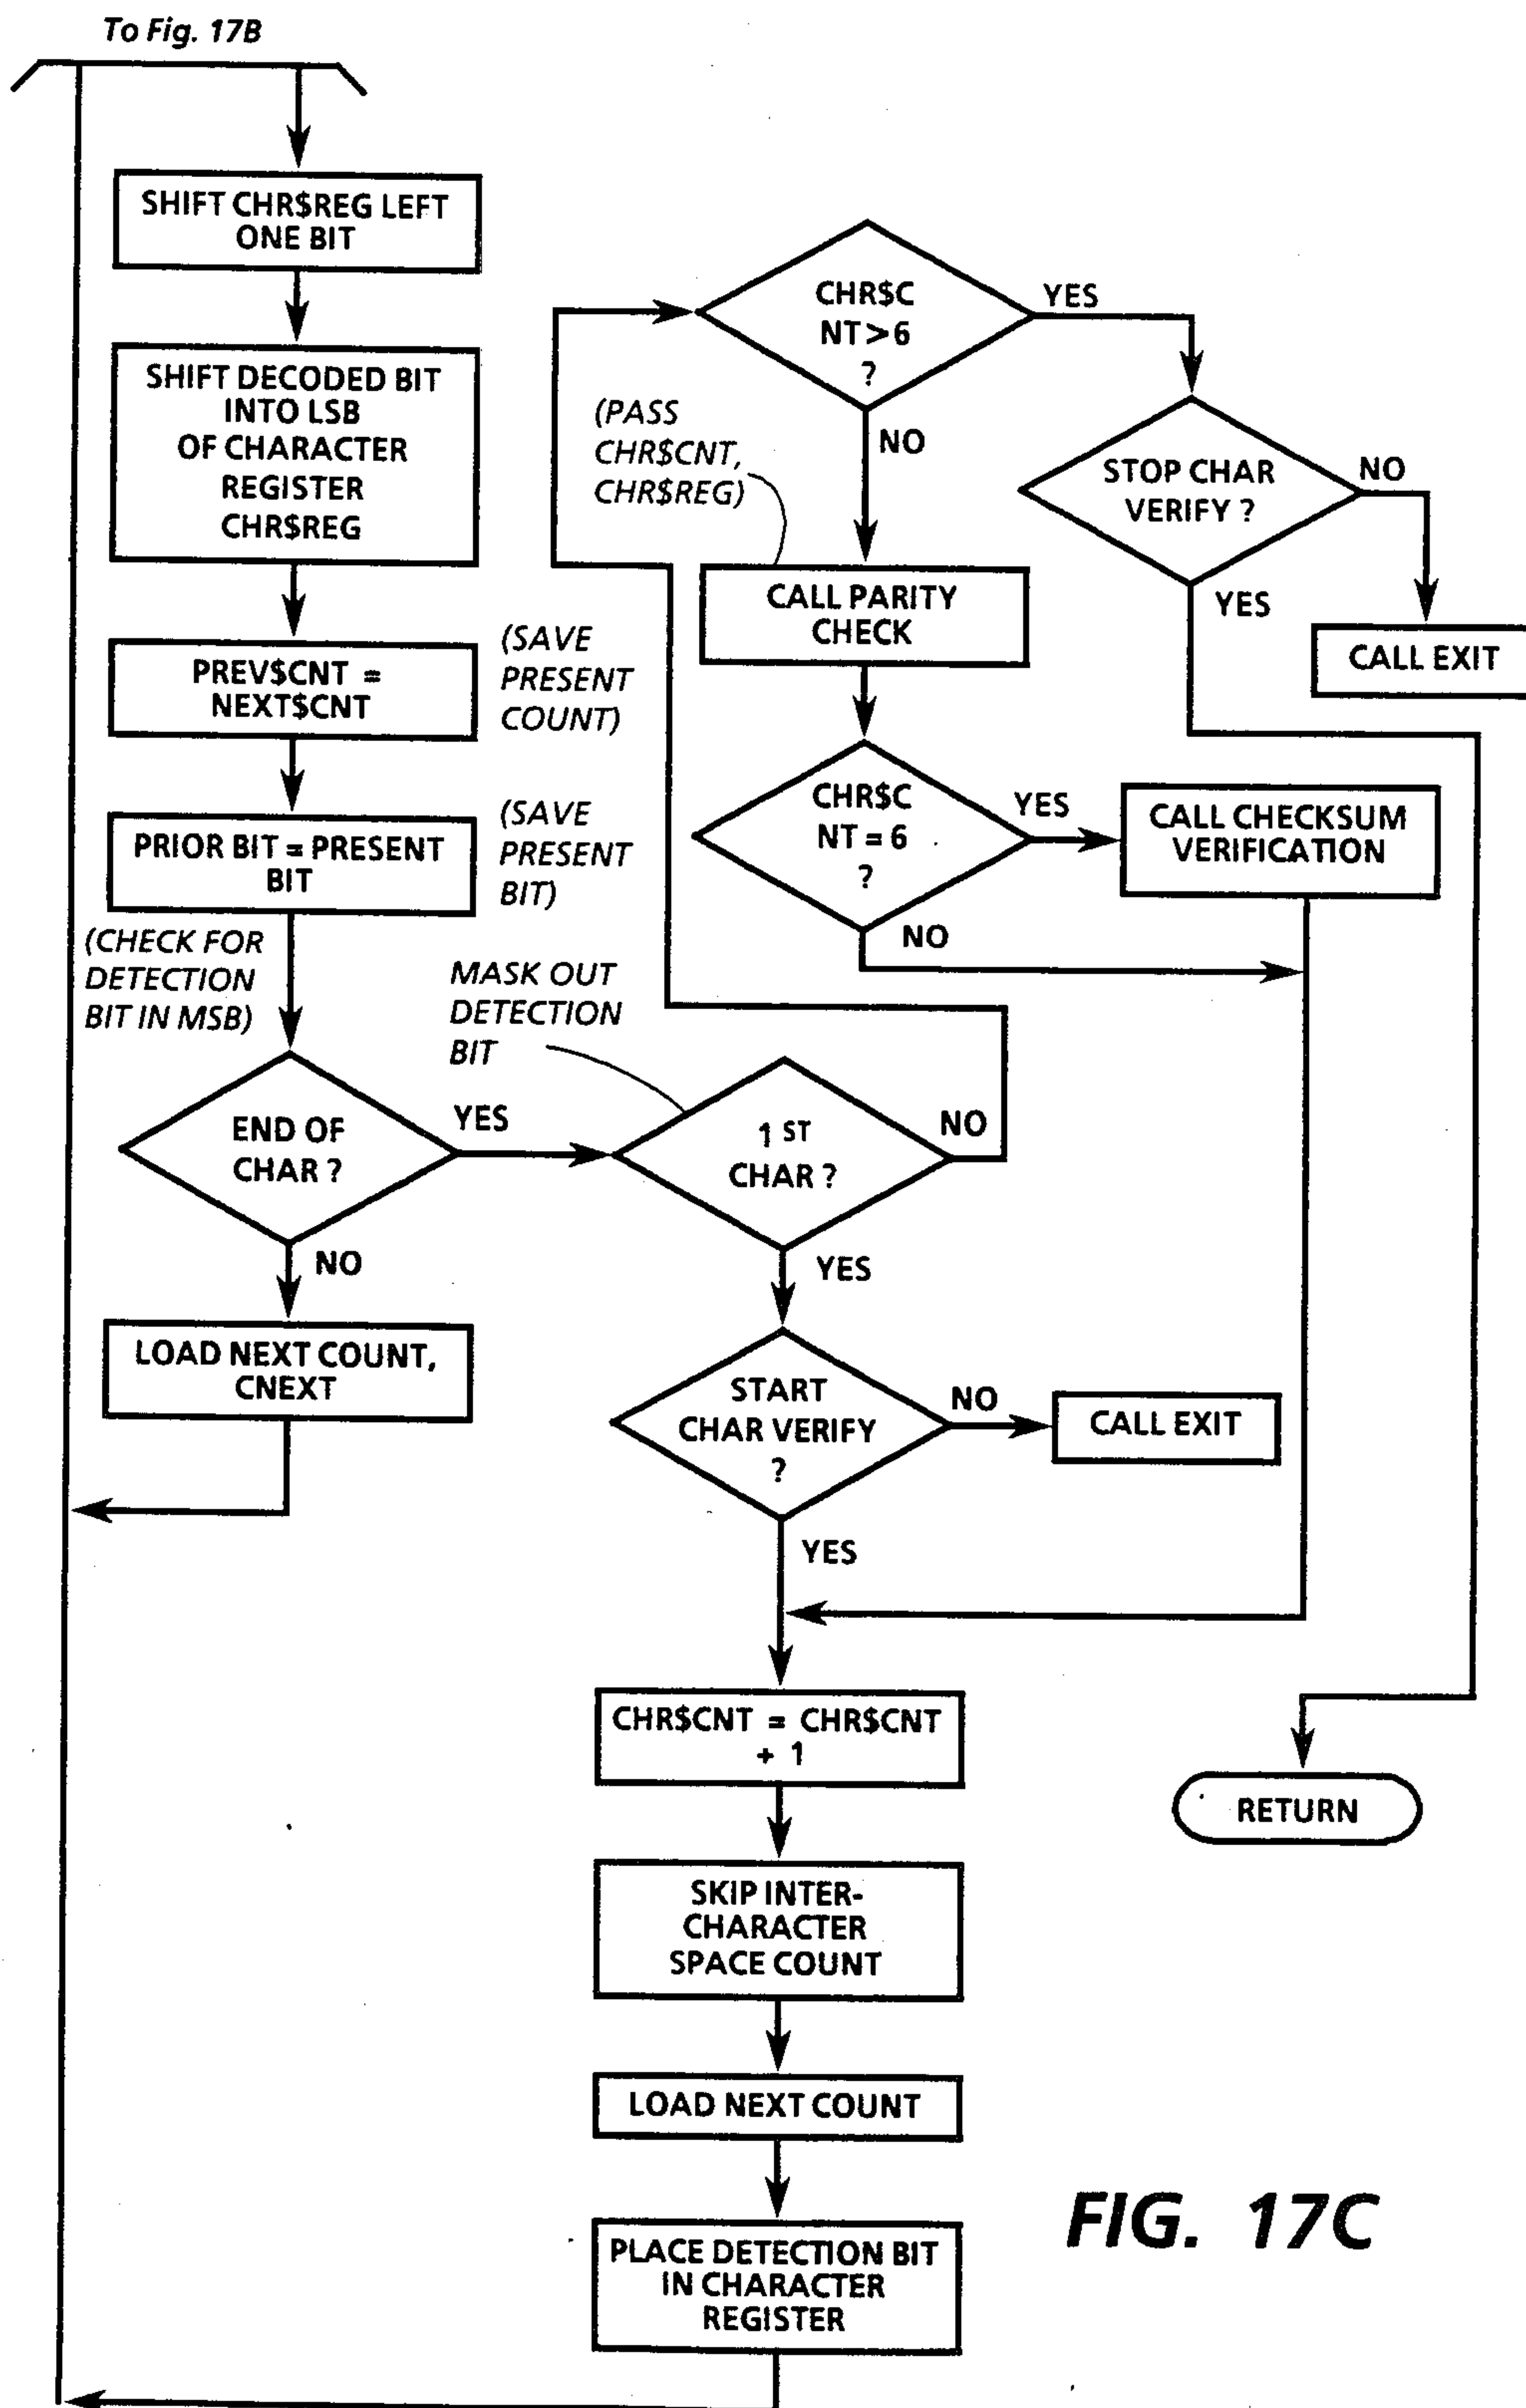 To Fig. 17B
SHIFT CHR$REG LEFT
ONE BIT
SHIFT DECODED BIT
INTO LSB
OF CHARACTER
REGISTER
CHR$REG
PREV$CNT =
NEXT$CNT
(SAVE
PRESENT
COUNT)
PRIOR BIT = PRESENT
BIT
(SAVE
PRESENT
BIT)
(CHECK FOR
DETECTION
BIT IN MSB)
END OF
CHAR ?
YES
NO
LOAD NEXT COUNT,
CNEXT
MASK OUT
DETECTION
BIT
1 ST
CHAR ?
NO
YES
CHR$C
NT > 6
?
YES
NO
(PASS
CHR$CNT,
CHR$REG)
CALL PARITY
CHECK
STOP CHAR
VERIFY ?
NO
YES
CALL EXIT
CHR$C
NT = 6
?
YES
NO
CALL CHECKSUM
VERIFICATION
START
CHAR VERIFY
?
NO
CALL EXIT
YES
CHR$CNT = CHR$CNT
+ 1
RETURN
SKIP INTER-
CHARACTER
SPACE COUNT
LOAD NEXT COUNT
PLACE DETECTION BIT
IN CHARACTER
REGISTER
FIG. 17C